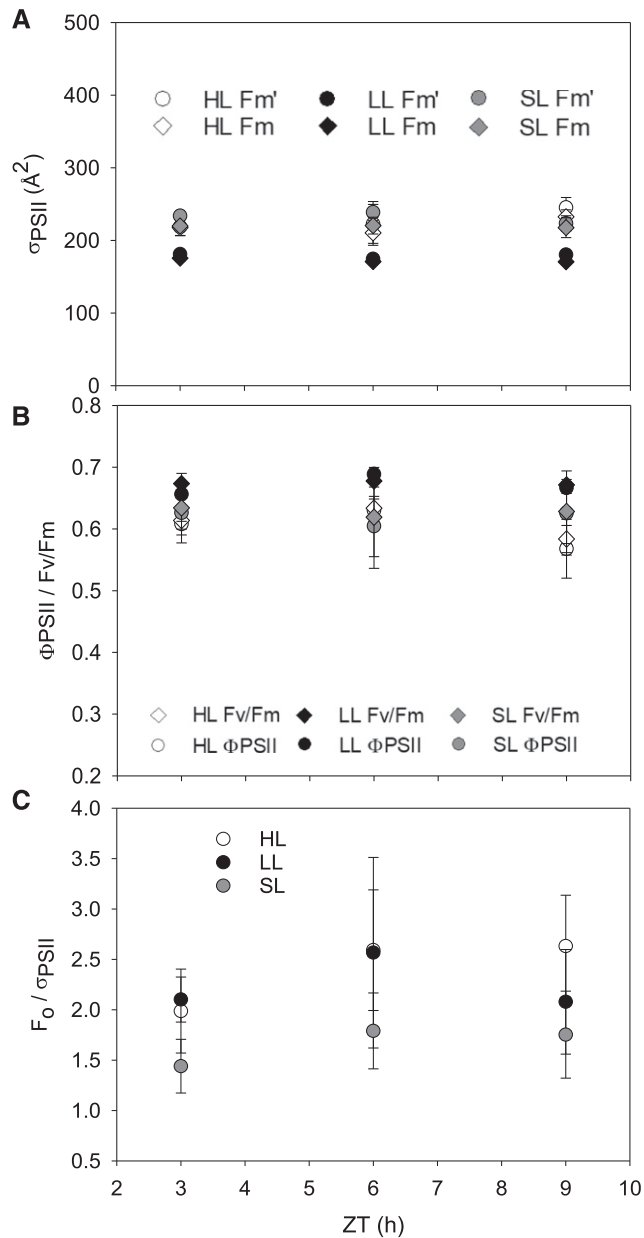 A
500
400
300
200
100
0
σPSII (Å2)
HL Fm' LL Fm' SL Fm'
HL Fm LL Fm SL Fm
B
0.8
0.7
0.6
0.5
0.4
0.3
0.2
ΦPSII / Fv/Fm
HL Fv/Fm LL Fv/Fm SL Fv/Fm
HL ΦPSII LL ΦPSII SL ΦPSII
C
4.0
3.5
3.0
2.5
2.0
1.5
1.0
0.5
Fo / σPSII
HL
LL
SL
2 3 4 5 6 7 8 9 10
ZT (h)